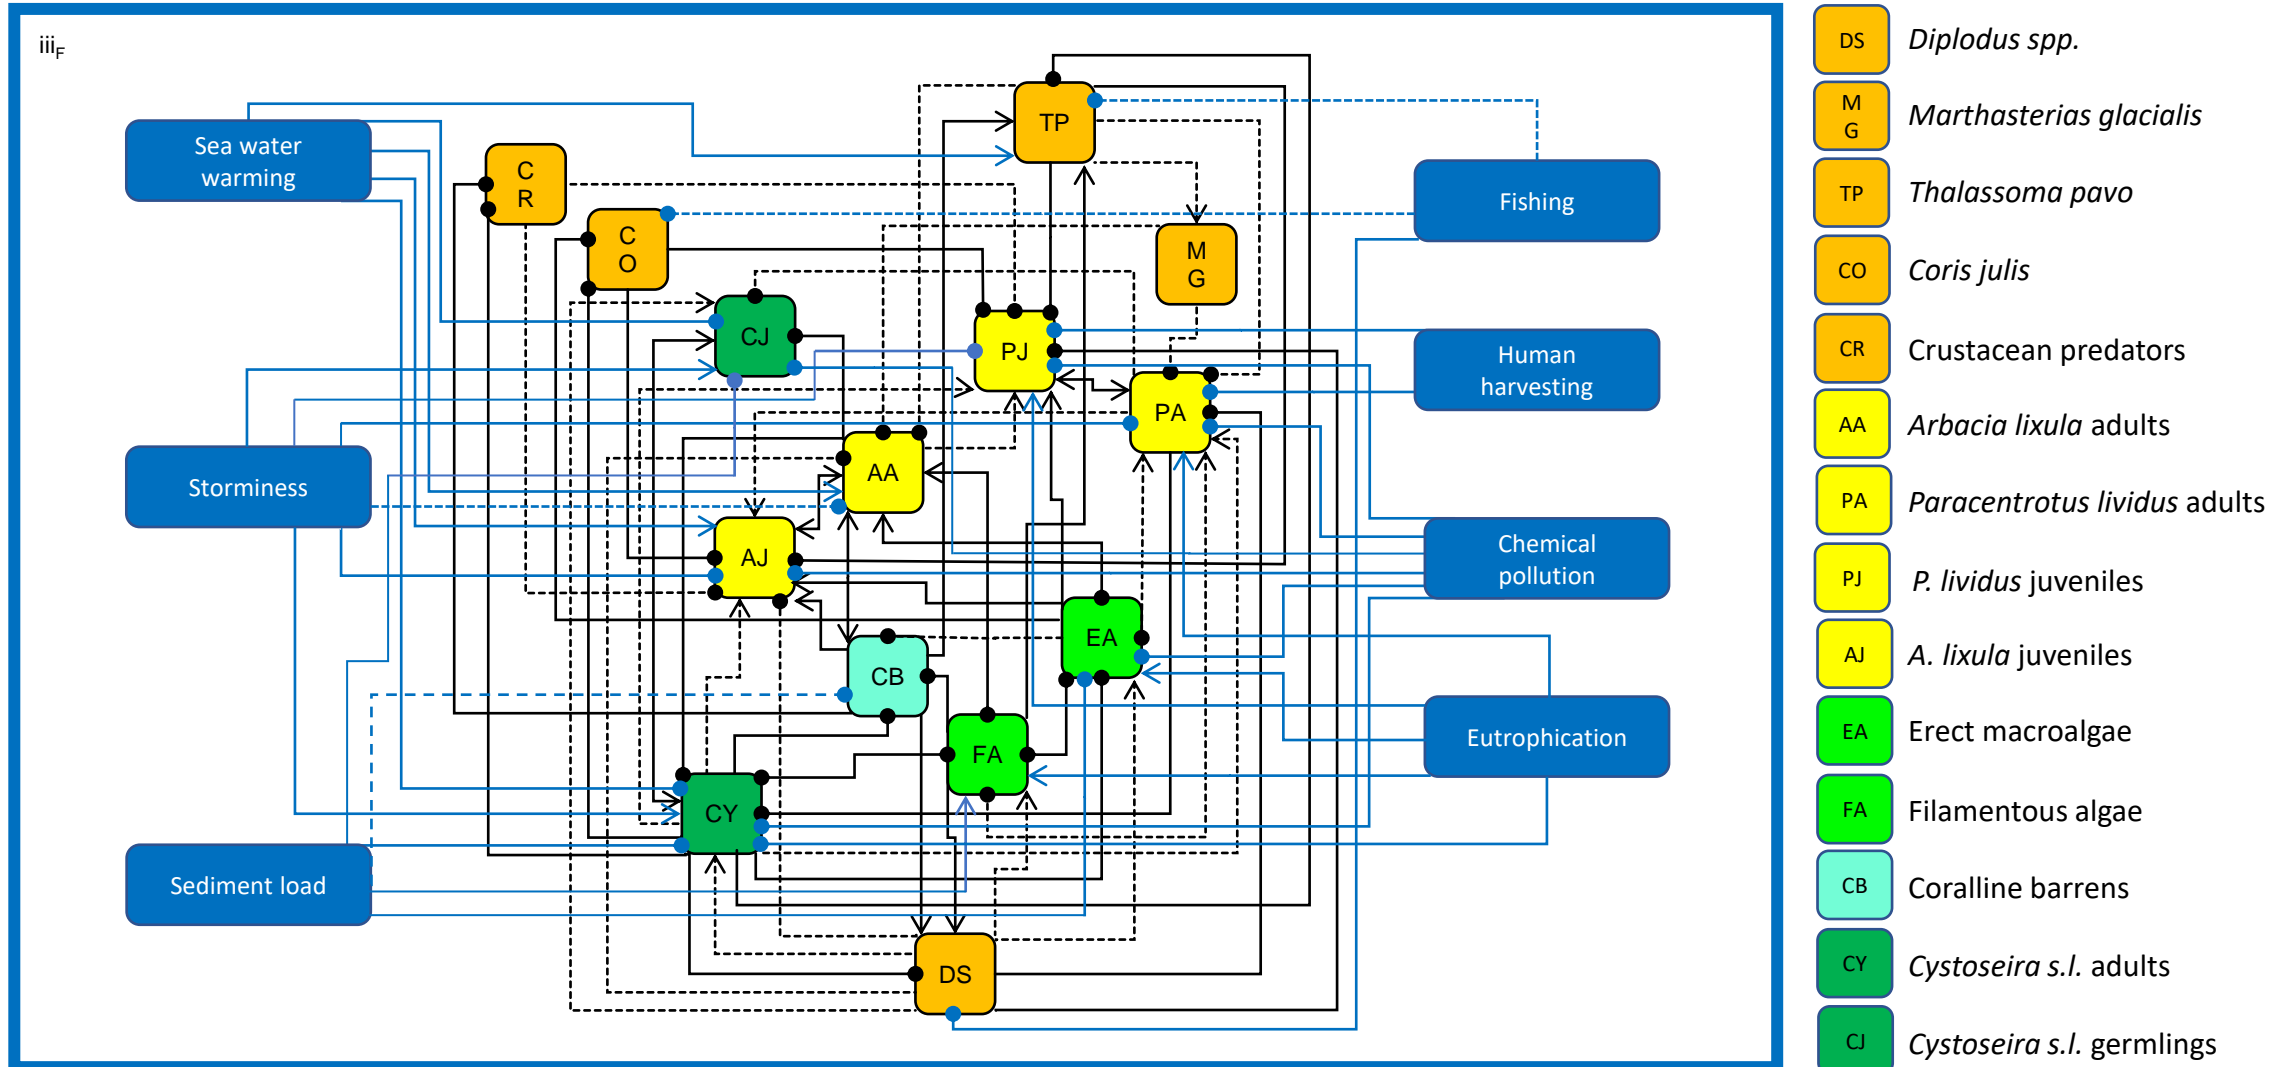 iiiF
Sea water
warming
Storminess
Sediment load
C
R
C
O
CJ
TP
M
G
PJ
PA
AA
AJ
EA
CB
FA
CY
DS
Fishing
Human
harvesting
Chemical
pollution
Eutrophication
DS Diplodus spp.
M
G Marthasterias glacialis
TP Thalassoma pavo
CO Coris julis
CR Crustacean predators
AA Arbacia lixula adults
PA Paracentrotus lividus adults
PJ P. lividus juveniles
AJ A. lixula juveniles
EA Erect macroalgae
FA Filamentous algae
CB Coralline barrens
CY Cystoseira s.l. adults
CJ Cystoseira s.l. germlings